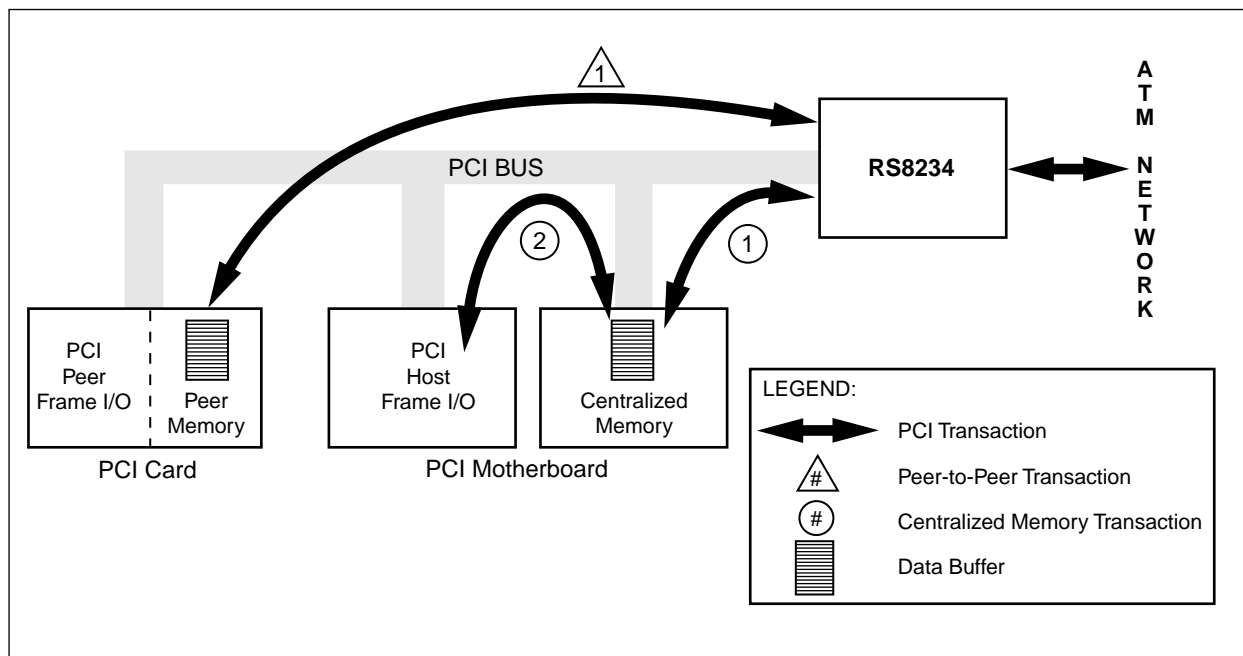 1
A
T
M
N
E
T
W
O
R
K
PCI BUS
RS8234
2
1
PCI
Peer
Frame I/O
Peer
Memory
PCI
Host
Frame I/O
Centralized
Memory
PCI Card
PCI Motherboard
LEGEND:
PCI Transaction
#
Peer-to-Peer Transaction
#
Centralized Memory Transaction
Data Buffer